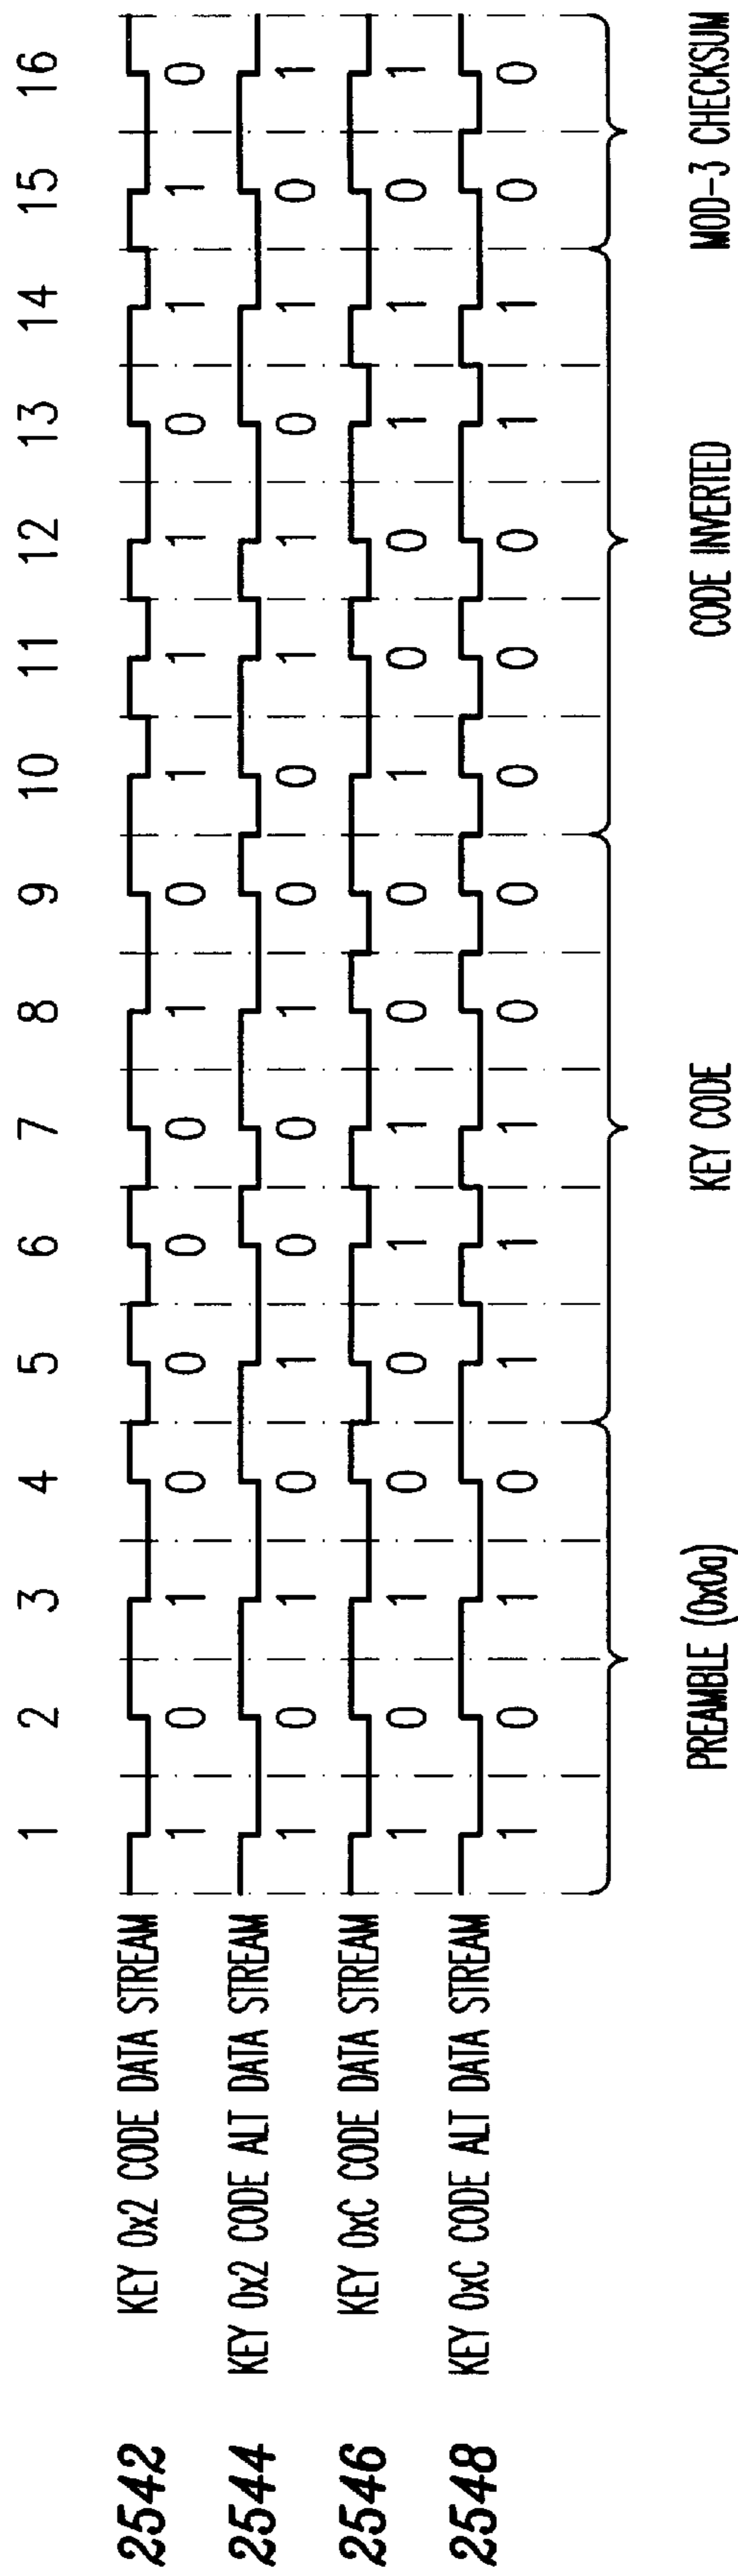 1 2 3 4 5 6 7 8 9 10 11 12 13 14 15 16
2542 KEY 0x2 CODE DATA STREAM 1 0 1 0 0 0 0 1 0 1 1 1 0 1 1 0
2544 KEY 0x2 CODE ALT DATA STREAM 1 0 1 0 1 0 0 1 0 0 1 1 0 1 0 1
2546 KEY 0xC CODE DATA STREAM 1 0 1 0 0 1 1 0 0 1 0 0 1 1 0 1
2548 KEY 0xC CODE ALT DATA STREAM 1 0 1 0 1 1 1 0 0 0 0 0 1 1 0 0
PREAMBLE (0x0a) KEY CODE CODE INVERTED MOD-3 CHECKSUM